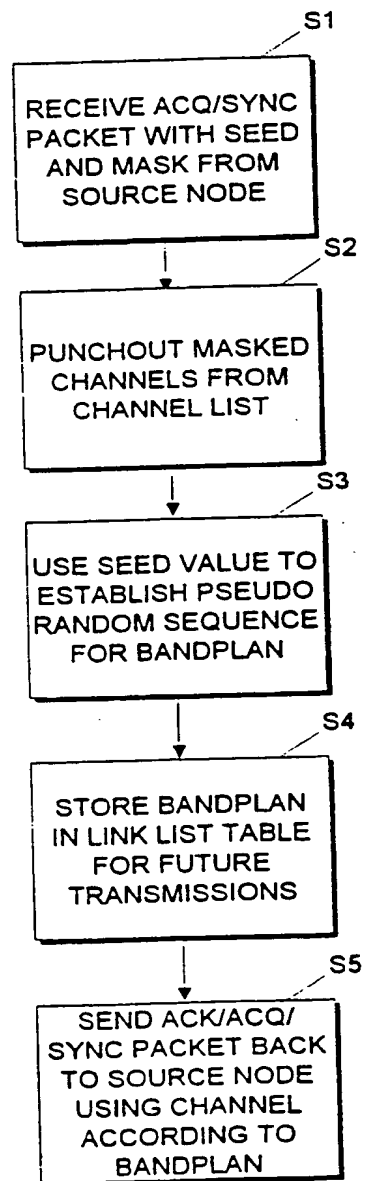 S1
RECEIVE ACQ/SYNC
PACKET WITH SEED
AND MASK FROM
SOURCE NODE
S2
PUNCHOUT MASKED
CHANNELS FROM
CHANNEL LIST
S3
USE SEED VALUE TO
ESTABLISH PSEUDO
RANDOM SEQUENCE
FOR BANDPLAN
S4
STORE BANDPLAN
IN LINK LIST TABLE
FOR FUTURE
TRANSMISSIONS
S5
SEND ACK/ACQ/
SYNC PACKET BACK
TO SOURCE NODE
USING CHANNEL
ACCORDING TO
BANDPLAN